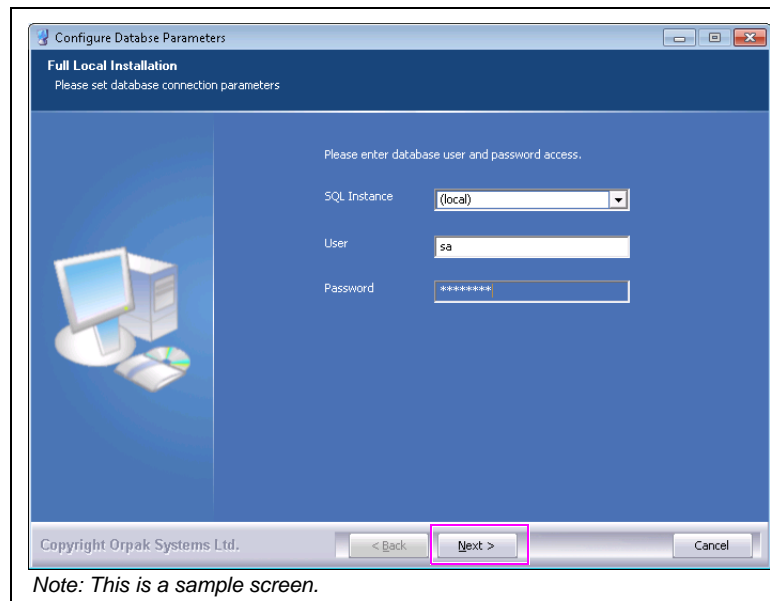 Configure Databse Parameters
Full Local Installation
Please set database connection parameters
Please enter database user and password access.
SQL Instance
(local)
User
sa
Password
********
Copyright Orpak Systems Ltd.
< Back
Next >
Cancel
Note: This is a sample screen.